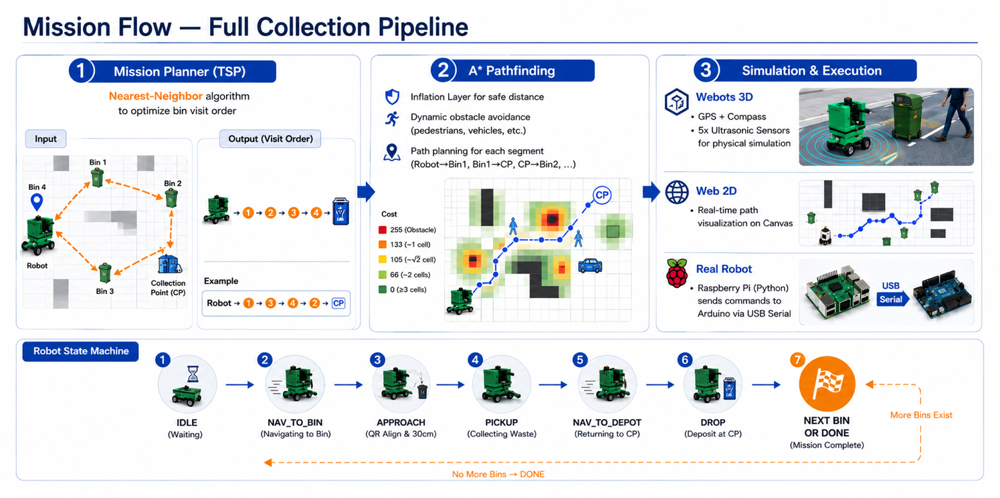 Mission Flow — Full Collection Pipeline
1 Mission Planner (TSP)
Nearest-Neighbor algorithm
to optimize bin visit order
Input
Bin 1
Bin 2
Bin 4
Robot
Bin 3
Collection
Point (CP)
Output (Visit Order)
→ 1 → 2 → 3 → 4 →
Example
Robot → 1 → 3 → 4 → 2 → CP
2 A* Pathfinding
Inflation Layer for safe distance
Dynamic obstacle avoidance
(pedestrians, vehicles, etc.)
Path planning for each segment
(Robot→Bin1, Bin1→CP, CP→Bin2, ...)
Cost
255 (Obstacle)
133 (~1 cell)
105 (~√2 cell)
66 (~2 cells)
0 (≥3 cells)
CP
3 Simulation & Execution
Webots 3D
• GPS + Compass
• 5x Ultrasonic Sensors
for physical simulation
Web 2D
• Real-time path
visualization on Canvas
Real Robot
• Raspberry Pi (Python)
sends commands to
Arduino via USB Serial
USB
Serial
Robot State Machine
1
IDLE
(Waiting)
2
NAV_TO_BIN
(Navigating to Bin)
3
APPROACH
(QR Align & 30cm)
4
PICKUP
(Collecting Waste)
5
NAV_TO_DEPOT
(Returning to CP)
6
DROP
(Deposit at CP)
7
NEXT BIN
OR DONE
(Mission Complete)
More Bins Exist
No More Bins → DONE